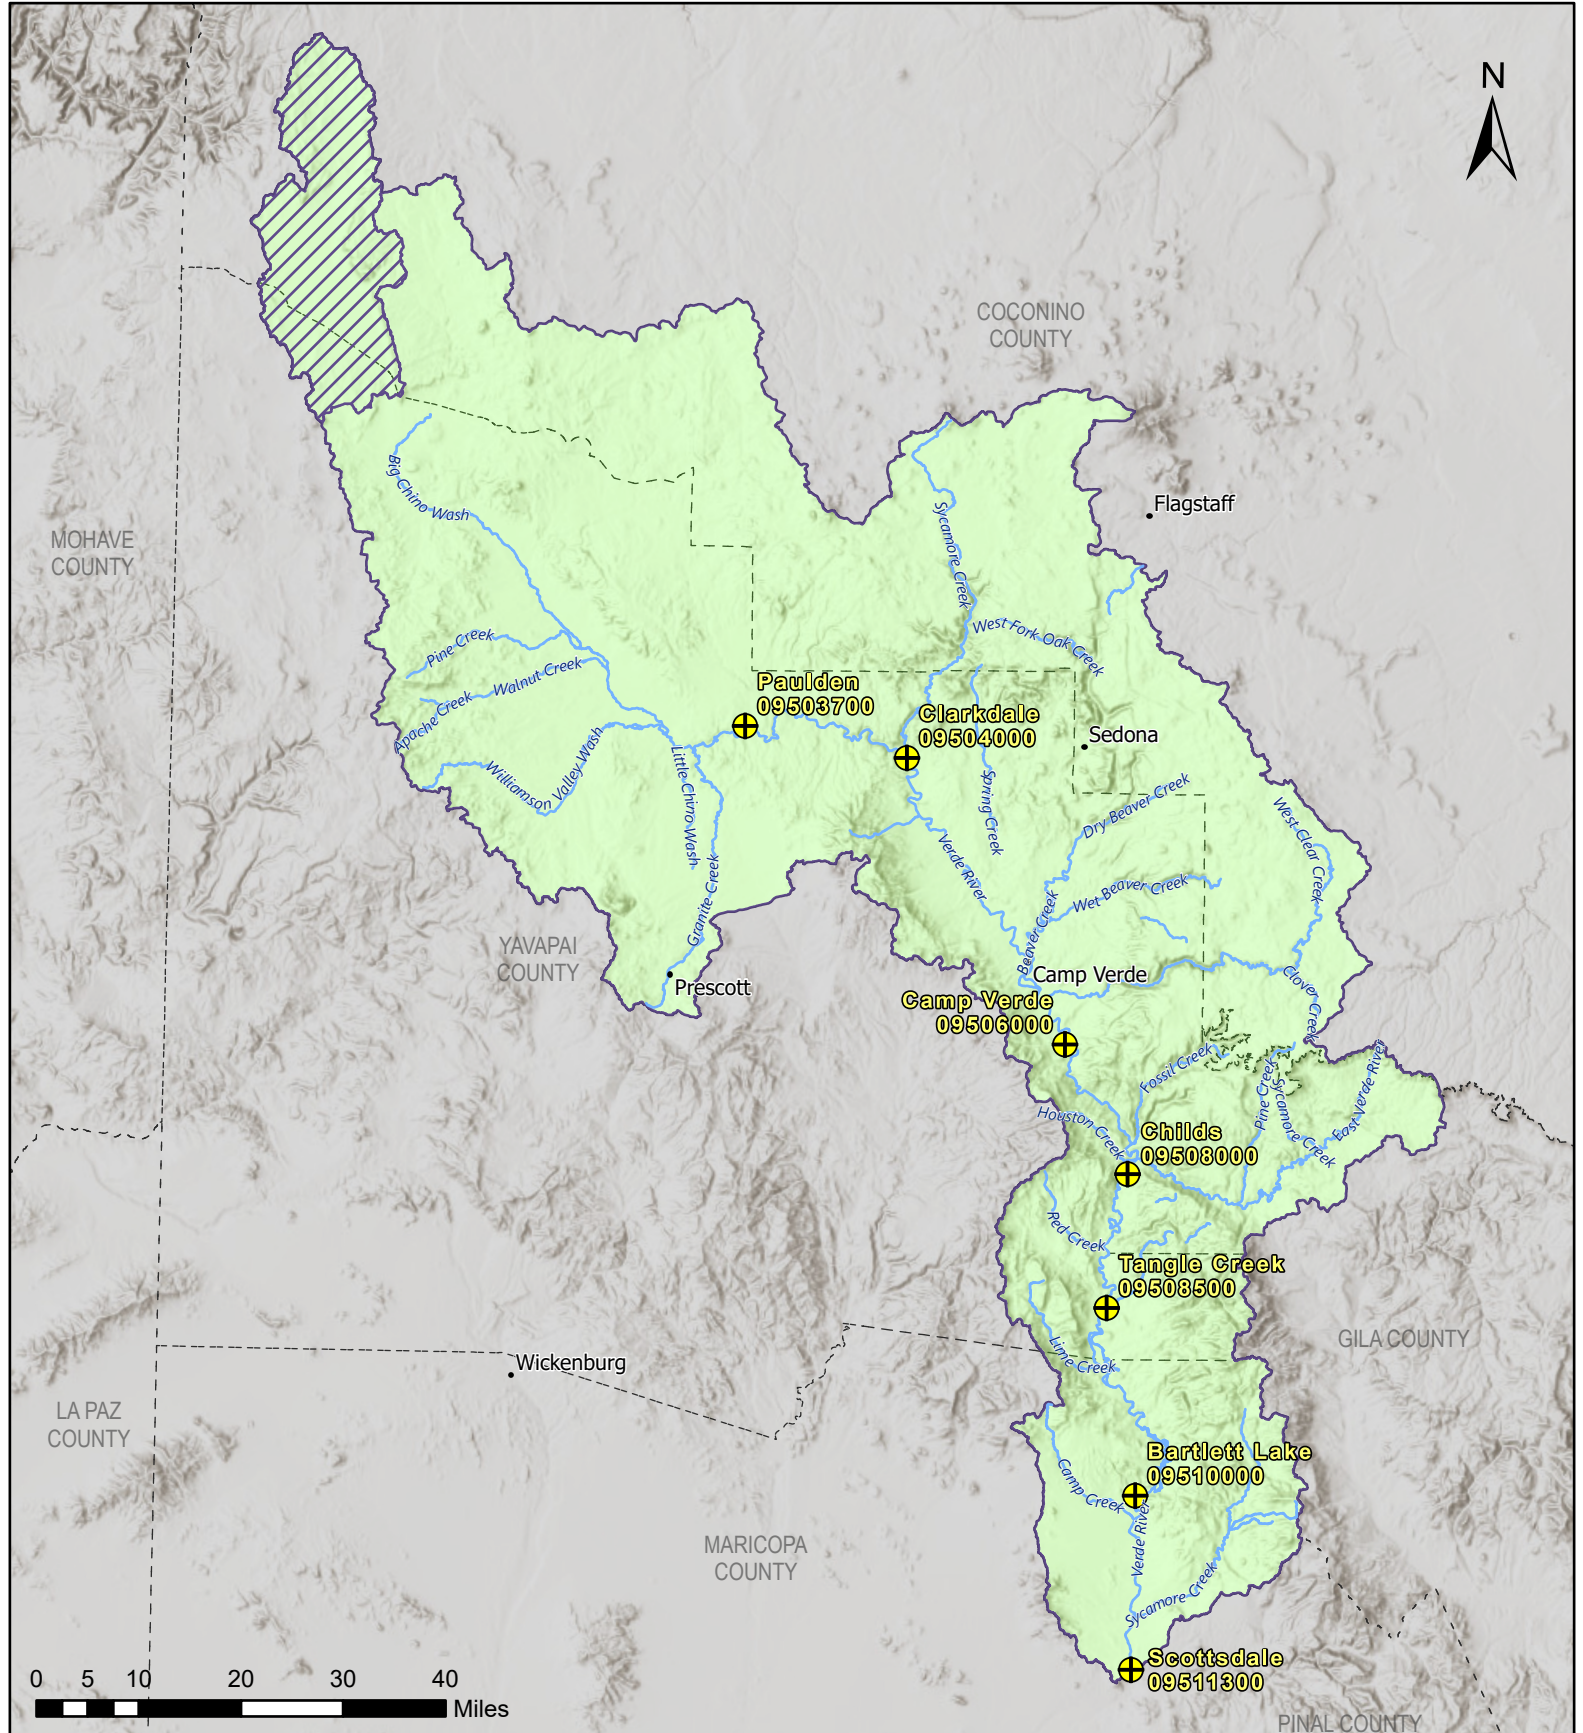 N
COCONINO
COUNTY
Big Chino Wash
Sycamore Creek
Flagstaff
MOHAVE
COUNTY
Pine Creek
West Fork Oak Creek
Walnut Creek
Apache Creek
Paulden
09503700
Clarkdale
09504000
Sedona
Williamson Valley Wash
Little Chino Wash
Spring Creek
Dry Beaver Creek
West Clear Creek
Verde River
Wet Beaver Creek
Granite Creek
Beaver Creek
YAVAPAI
COUNTY
Prescott
Camp Verde
Clover Creek
Camp Verde
09506000
Fossil Creek
Pine Creek
Sycamore Creek
East Verde River
Houston Creek
Childs
09508000
Red Creek
Tangle Creek
09508500
GILA COUNTY
Lime Creek
Wickenburg
LA PAZ
COUNTY
Bartlett Lake
09510000
Camp Creek
Verde River
MARICOPA
COUNTY
Sycamore Creek
Scottsdale
09511300
0 5 10 20 30 40
Miles
PINAL COUNTY